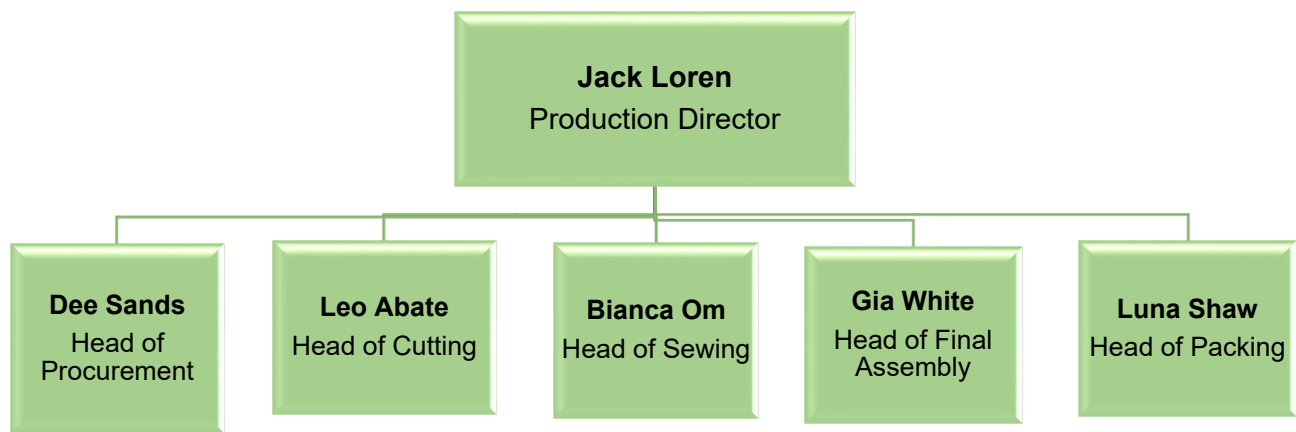 Jack Loren
Production Director
Dee Sands
Head of
Procurement
Leo Abate
Head of Cutting
Bianca Om
Head of Sewing
Gia White
Head of Final
Assembly
Luna Shaw
Head of Packing